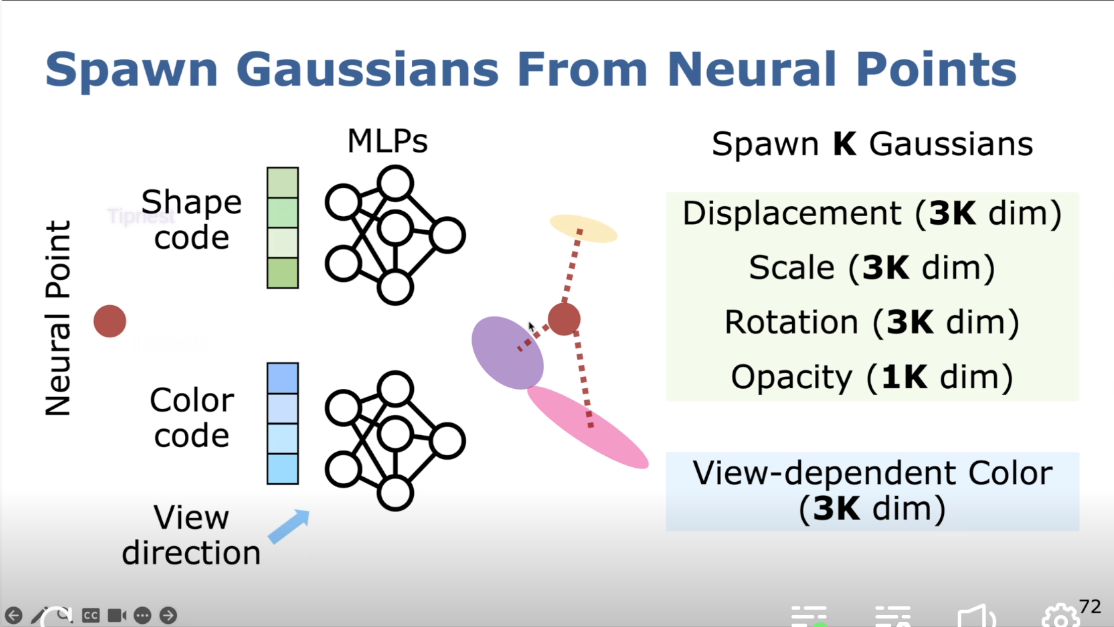 Spawn Gaussians From Neural Points
MLPs
Spawn K Gaussians
Neural Point
Shape
code
Tipnest
Displacement (3K dim)
Scale (3K dim)
Rotation (3K dim)
Opacity (1K dim)
Color
code
View
direction
View-dependent Color
(3K dim)
CC
72